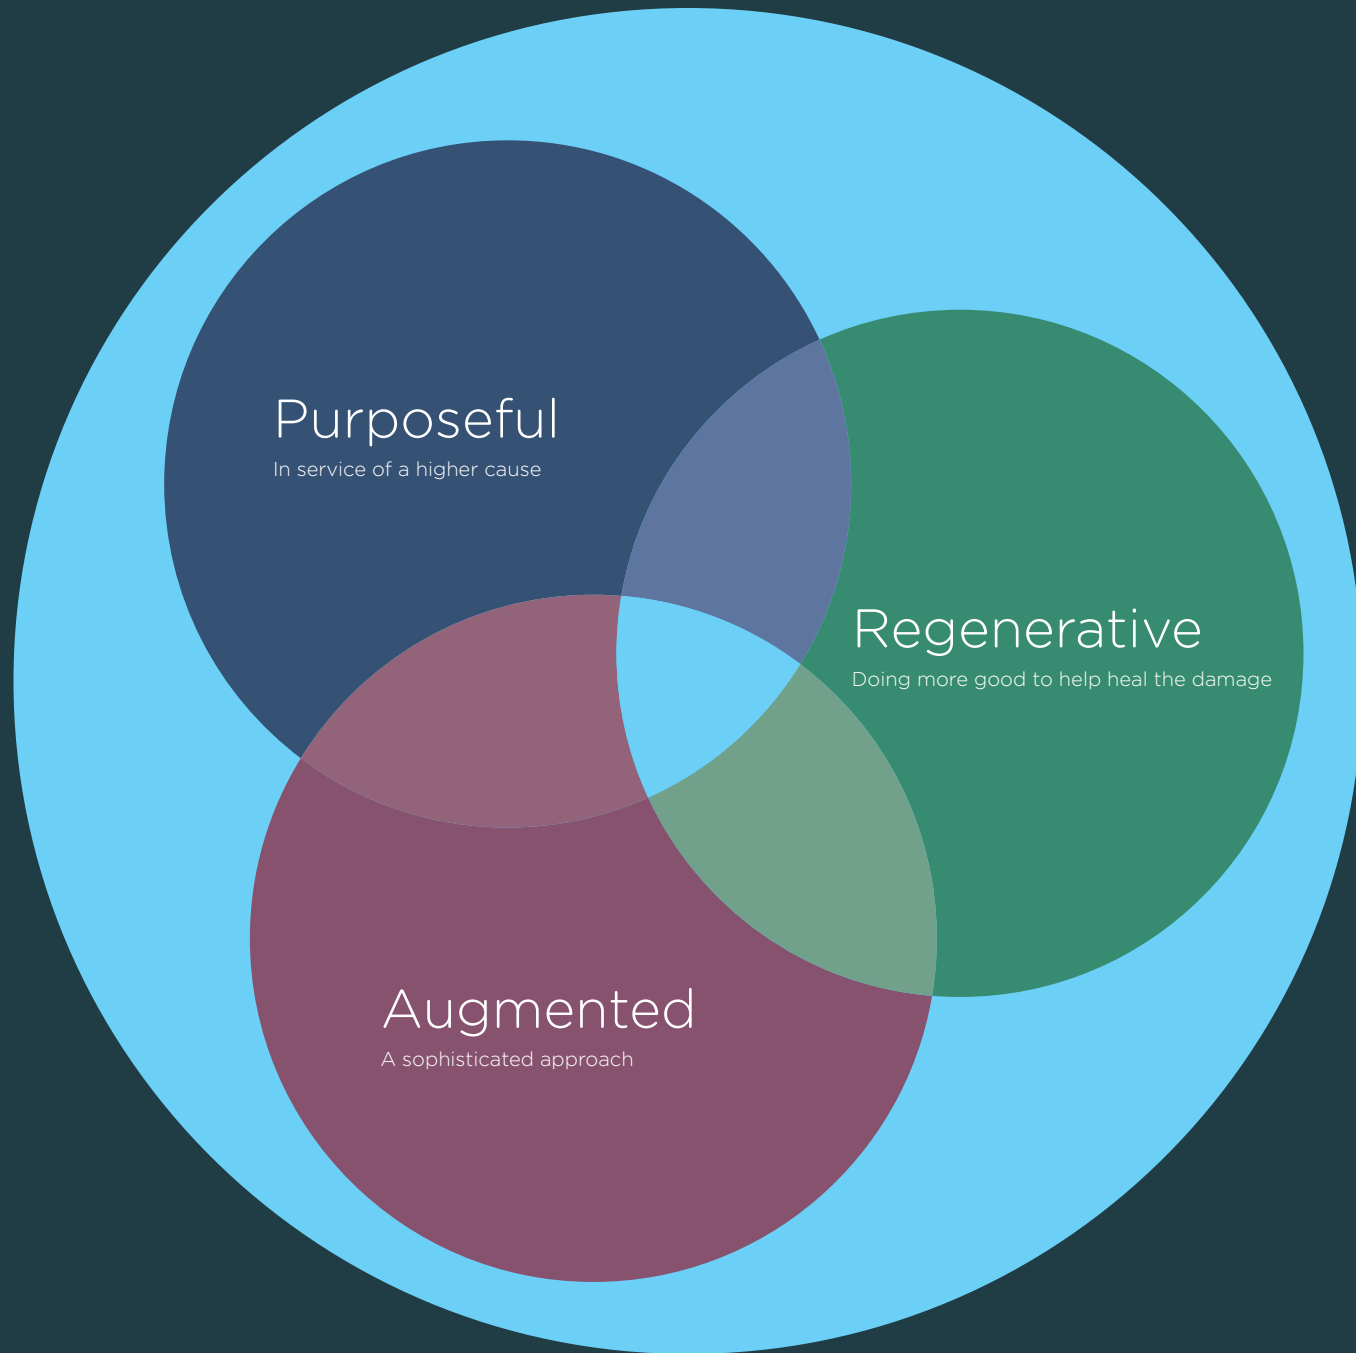 Purposeful
In service of a higher cause
Regenerative
Doing more good to help heal the damage
Augmented
A sophisticated approach